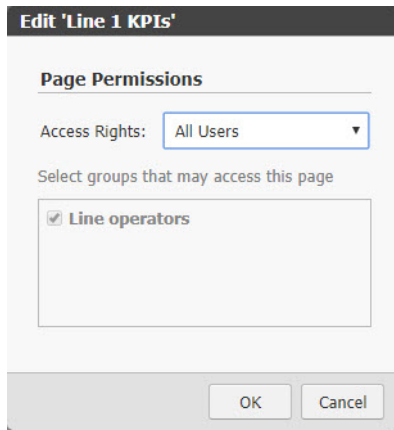 Edit 'Line 1 KPIs'
Page Permissions
Access Rights: All Users
Select groups that may access this page
Line operators
OK Cancel